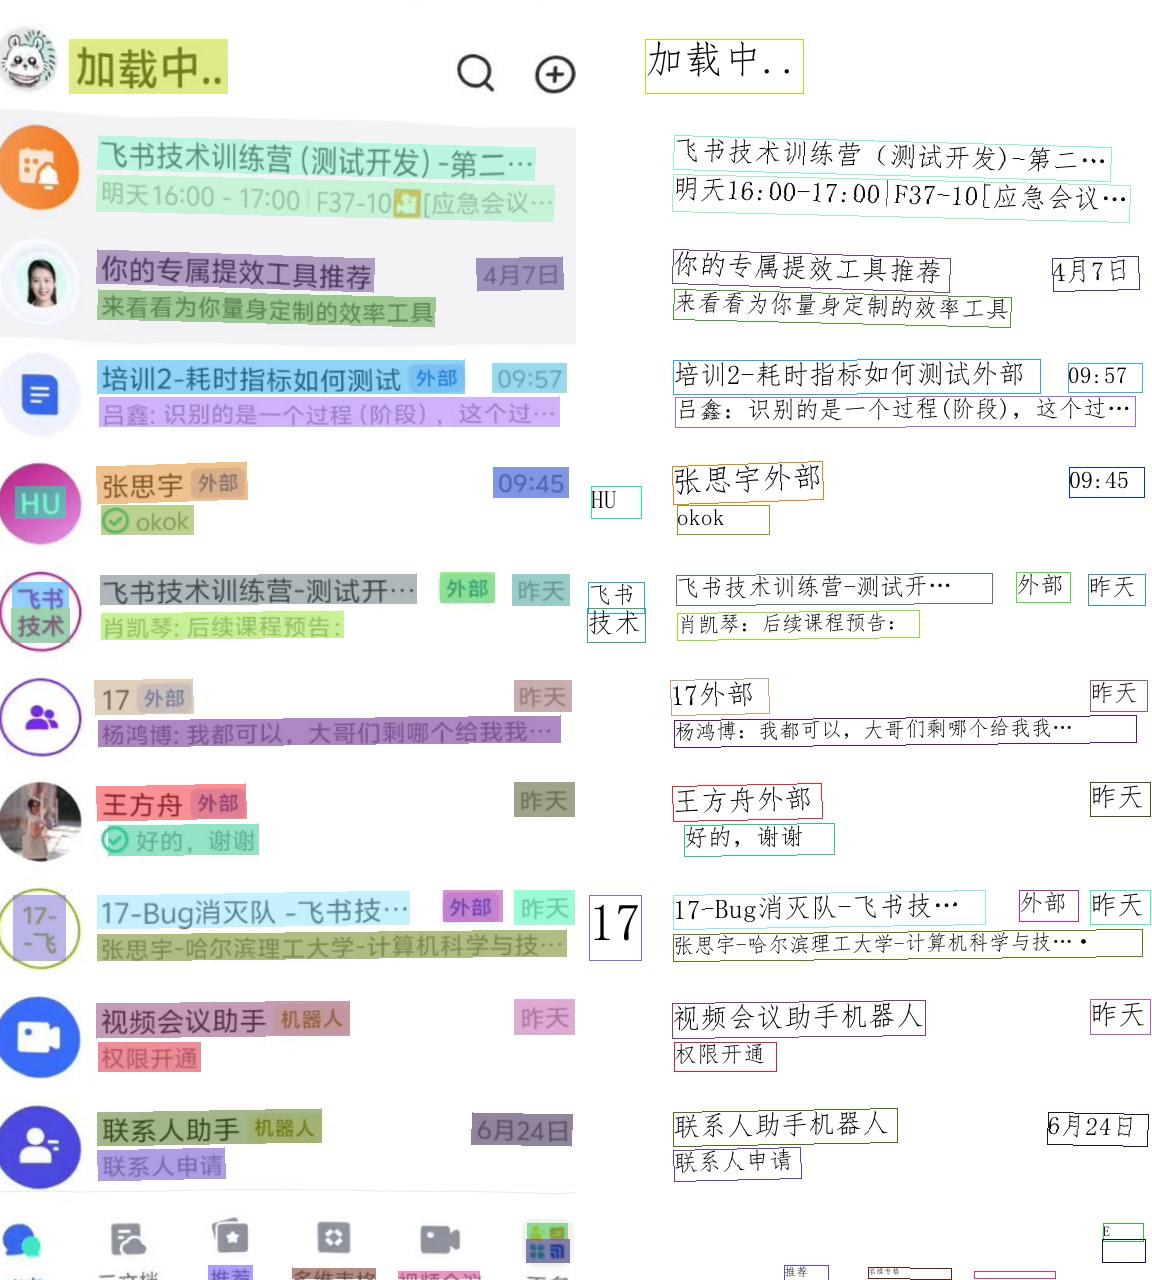 加载中..
加载中..
飞书技术训练营 (测试开发) -第二…
飞书技术训练营 (测试开发)-第二…
明天16:00 - 17:00 | F37-10 [应急会议…
明天16:00-17:00|F37-10[应急会议…
你的专属提效工具推荐 4月7日
你的专属提效工具推荐 4月7日
来看看为你量身定制的效率工具
来看看为你量身定制的效率工具
培训2-耗时指标如何测试 外部 09:57
培训2-耗时指标如何测试外部 09:57
吕鑫: 识别的是一个过程 (阶段) , 这个过…
吕鑫: 识别的是一个过程(阶段), 这个过…
张思宇 外部 09:45
张思宇外部 09:45
HU
HU
okok
okok
飞书技术训练营-测试开… 外部 昨天
飞书技术训练营-测试开… 外部 昨天
飞书
技术
飞书
技术
肖凯琴: 后续课程预告:
肖凯琴: 后续课程预告:
17 外部 昨天
17外部 昨天
杨鸿博: 我都可以, 大哥们剩哪个给我我…
杨鸿博: 我都可以, 大哥们剩哪个给我我…
王方舟 外部 昨天
王方舟外部 昨天
好的, 谢谢
好的, 谢谢
17-
-飞
17
17-Bug消灭队 -飞书技… 外部 昨天
17-Bug消灭队-飞书技… 外部 昨天
张思宇-哈尔滨理工大学-计算机科学与技…
张思宇-哈尔滨理工大学-计算机科学与技…•
视频会议助手 机器人 昨天
视频会议助手机器人 昨天
权限开通
权限开通
联系人助手 机器人 6月24日
联系人助手机器人 6月24日
联系人申请
联系人申请
E
云文档 推荐 多维表格 视频会议
推荐